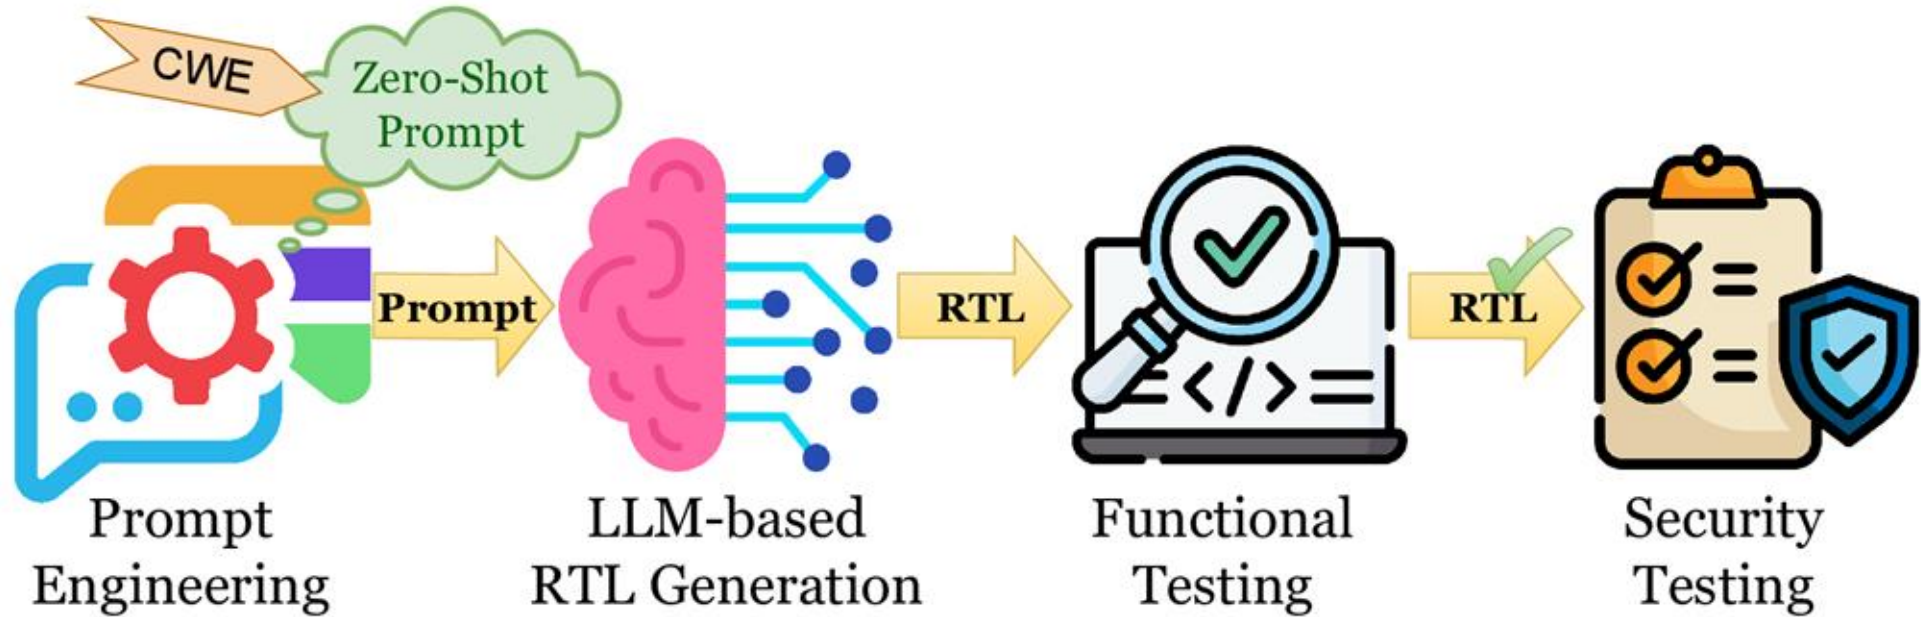 CWE
Zero-Shot
Prompt
Prompt
RTL
RTL
</>
Prompt
Engineering
LLM-based
RTL Generation
Functional
Testing
Security
Testing